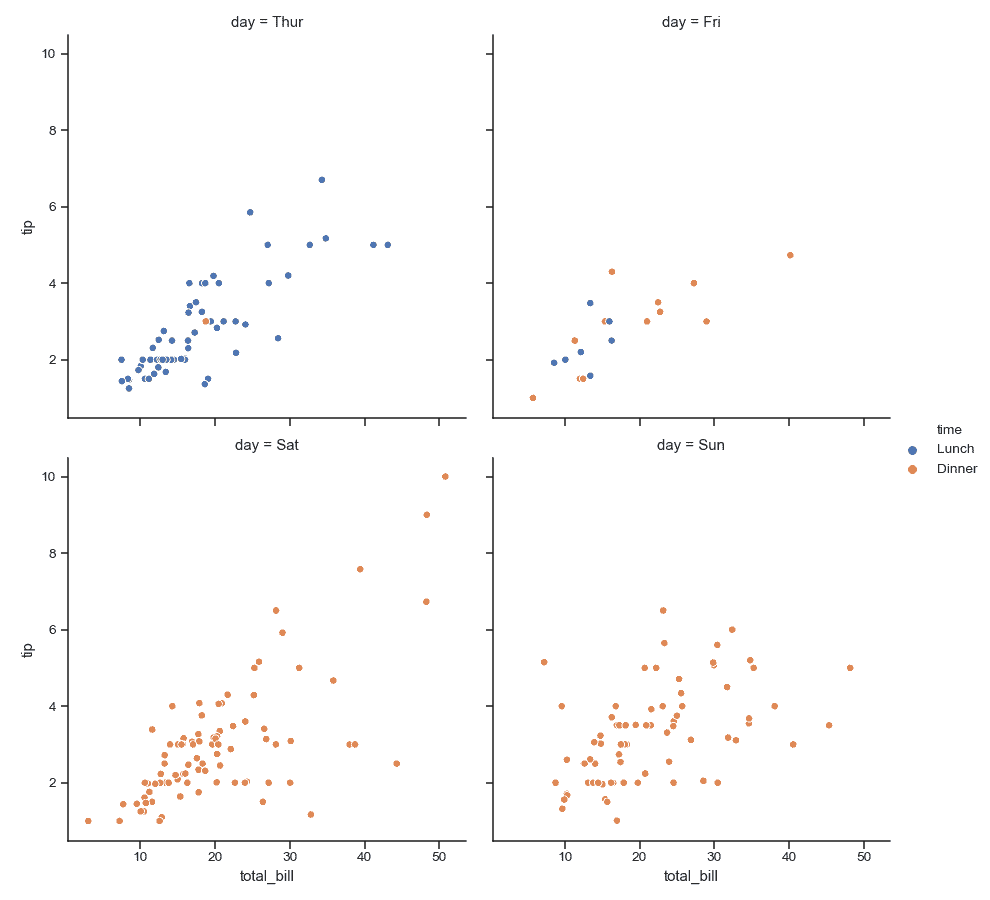 day = Thur
day = Fri
10
8
6
4
2
tip
day = Sat
day = Sun
time
Lunch
Dinner
10
8
6
4
2
tip
10 20 30 40 50
10 20 30 40 50
total_bill
total_bill